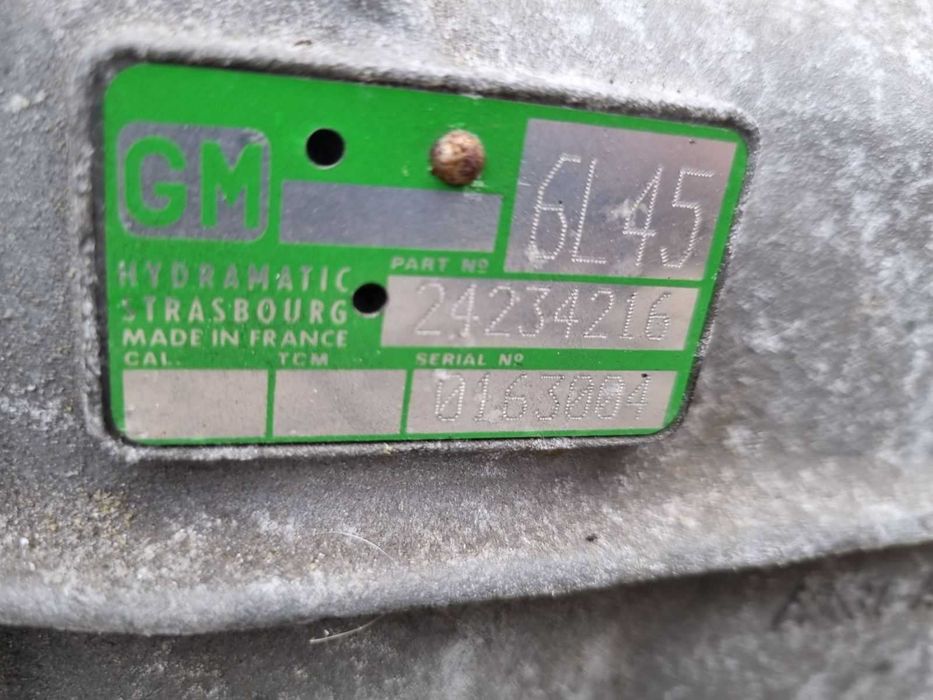 GM
6L45
PART Nº
HYDRAMATIC
24234216
STRASBOURG
MADE IN FRANCE
CAL. TCM SERIAL Nº
0163004